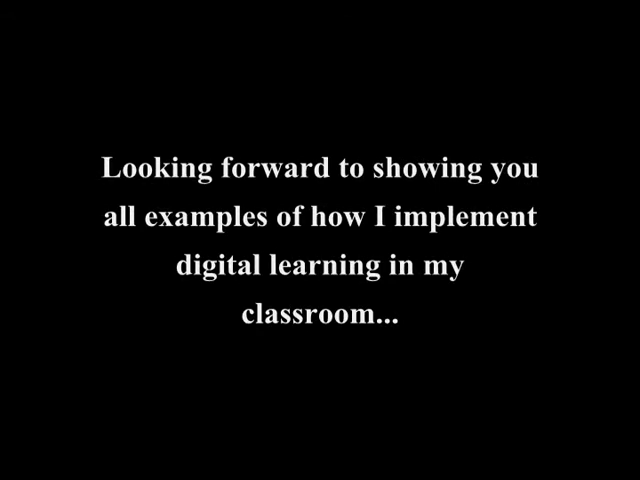 Looking forward to showing you
all examples of how I implement
digital learning in my
classroom...